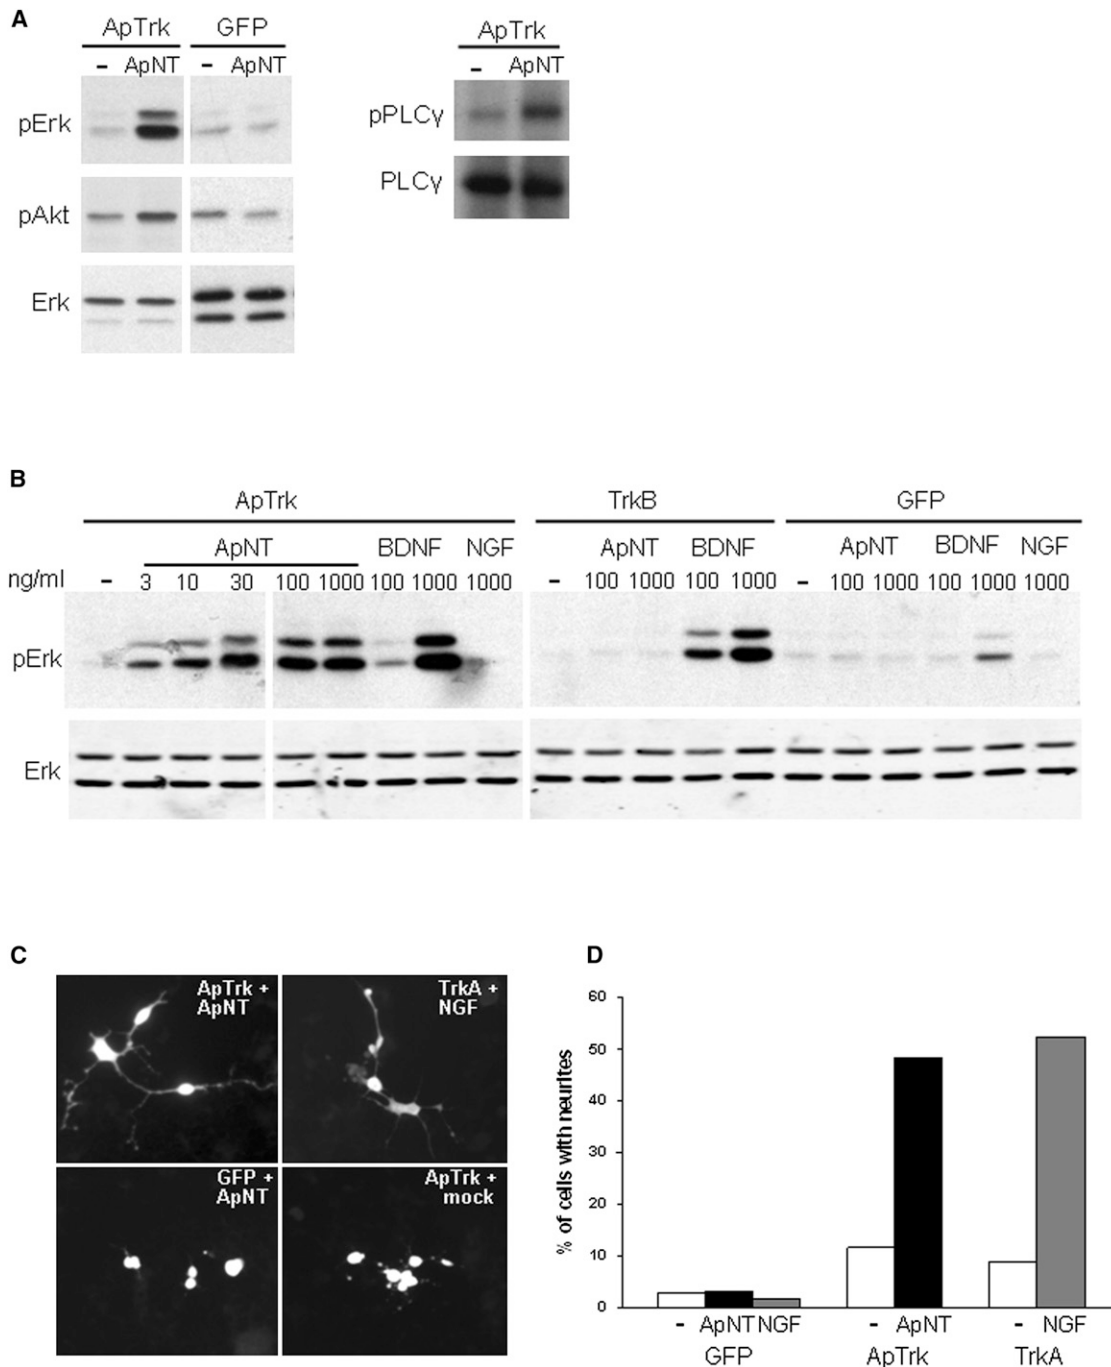 A
ApTrk GFP
- ApNT - ApNT
pErk
pAkt
Erk
ApTrk
- ApNT
pPLCγ
PLCγ
B
ApTrk TrkB GFP
ApNT BDNF NGF ApNT BDNF ApNT BDNF NGF
ng/ml - 3 10 30 100 1000 100 1000 1000 - 100 1000 100 1000 - 100 1000 100 1000 1000
pErk
Erk
C
ApTrk +
ApNT
TrkA +
NGF
GFP +
ApNT
ApTrk +
mock
D
% of cells with neurites
60
50
40
30
20
10
0
- ApNT NGF - ApNT - NGF
GFP ApTrk TrkA